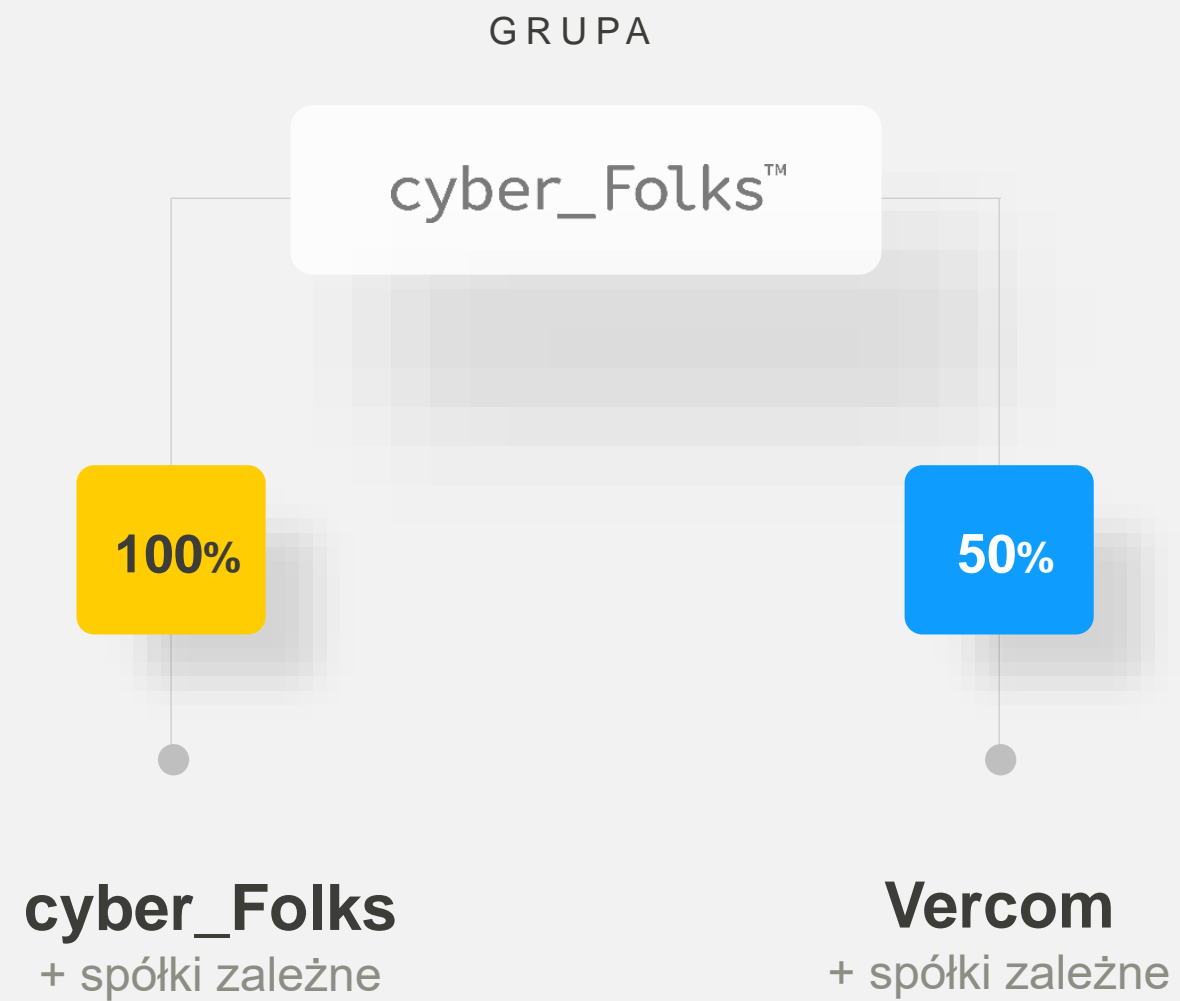 GRUPA
cyber_Folks™
100%
50%
cyber_Folks
+ spółki zależne
Vercom
+ spółki zależne